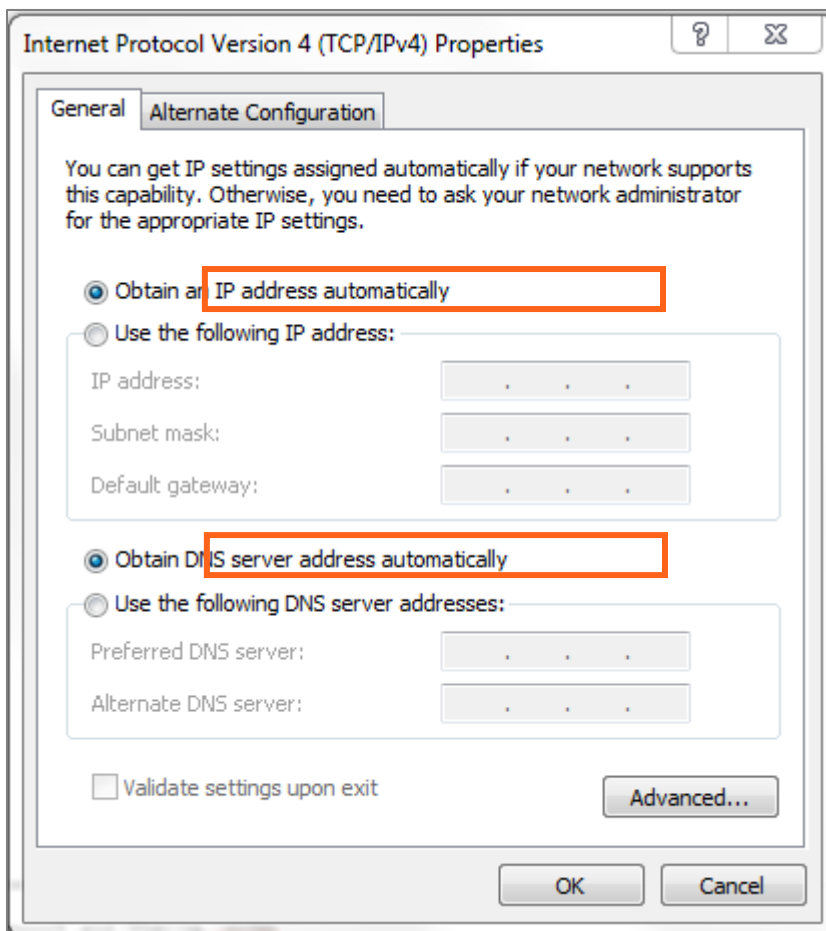 Internet Protocol Version 4 (TCP/IPv4) Properties
General
Alternate Configuration
You can get IP settings assigned automatically if your network supports
this capability. Otherwise, you need to ask your network administrator
for the appropriate IP settings.
Obtain an IP address automatically
Use the following IP address:
IP address:
Subnet mask:
Default gateway:
Obtain DNS server address automatically
Use the following DNS server addresses:
Preferred DNS server:
Alternate DNS server:
Validate settings upon exit
Advanced...
OK
Cancel